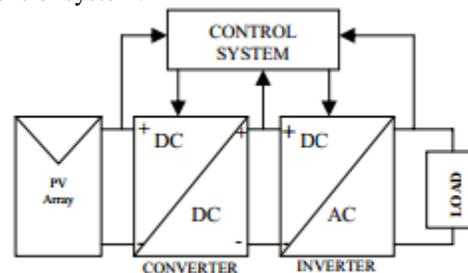 CONTROL
SYSTEM
+
+
+
DC
DC
PV
Array
DC
AC
LOAD
-
-
-
CONVERTER
INVERTER